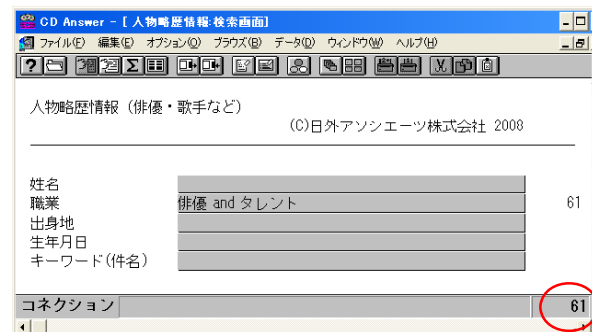 CD Answer - [ 人物略歴情報:検索画面]
ファイル(F) 編集(E) オプション(O) ブラウズ(B) データ(D) ウィンドウ(W) ヘルプ(H)
人物略歴情報（俳優・歌手など）
(C)日外アソシエーツ株式会社 2008
姓名
職業 俳優 and タレント 61
出身地
生年月日
キーワード(件名)
コネクション 61